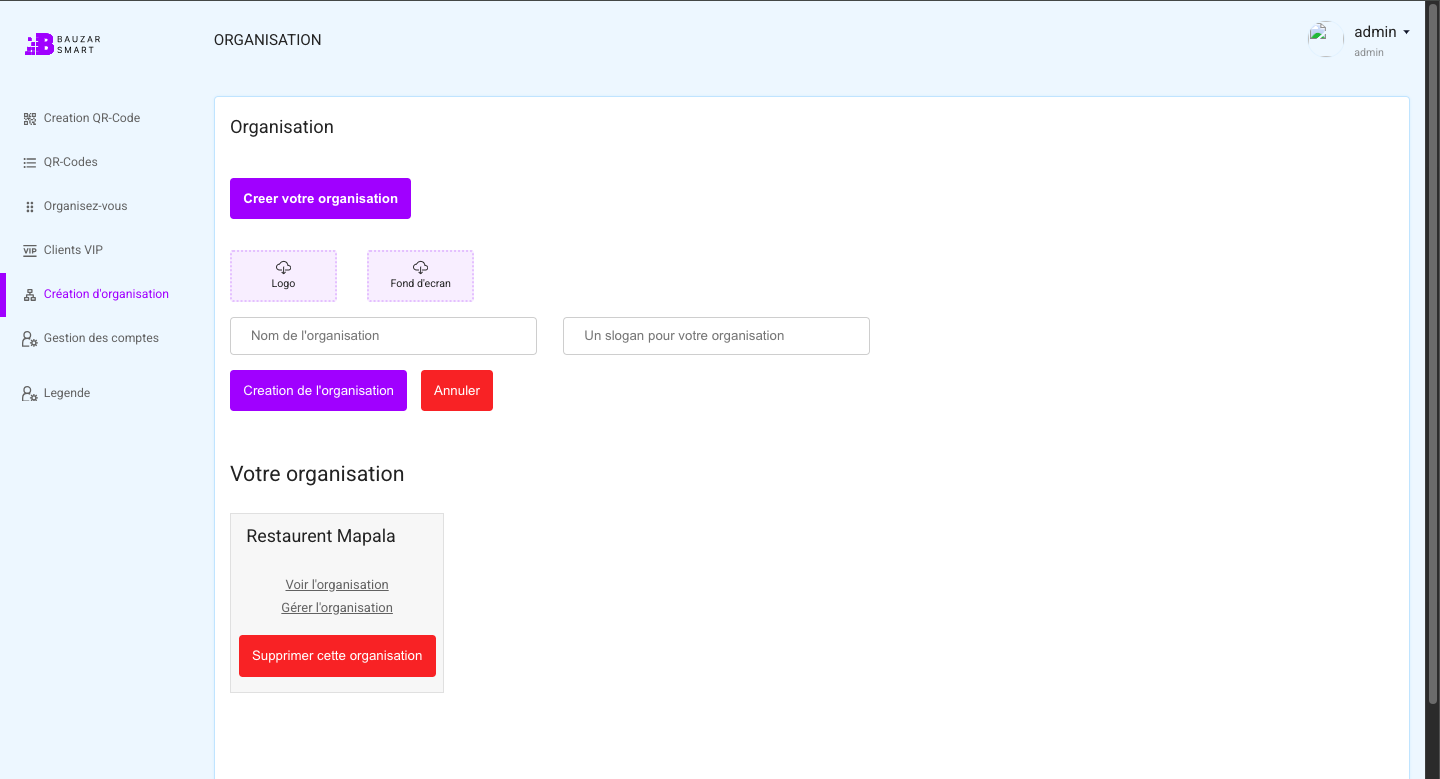 BAUZAR
SMART
ORGANISATION
admin
admin
Creation QR-Code
QR-Codes
Organisez-vous
VIP Clients VIP
Création d'organisation
Gestion des comptes
Legende
Organisation
Creer votre organisation
Logo
Fond d'ecran
Nom de l'organisation
Un slogan pour votre organisation
Creation de l'organisation
Annuler
Votre organisation
Restaurent Mapala
Voir l'organisation
Gérer l'organisation
Supprimer cette organisation